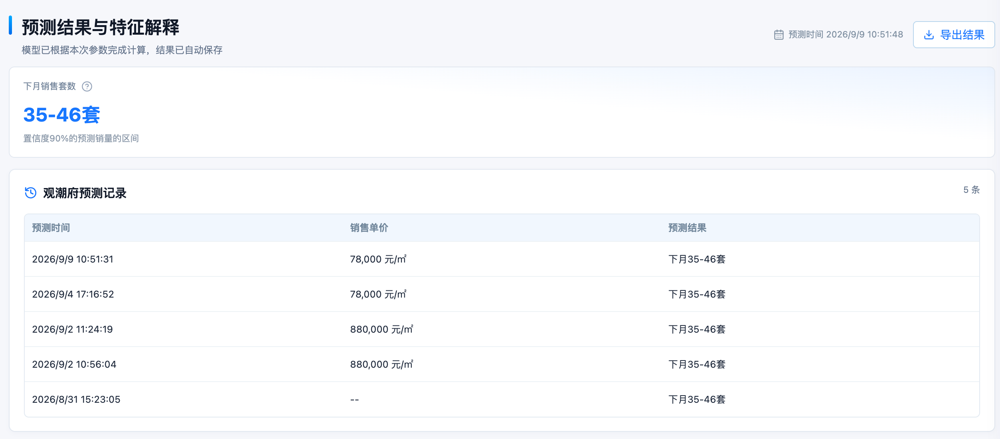 预测结果与特征解释
模型已根据本次参数完成计算，结果已自动保存
预测时间 2026/9/9 10:51:48
导出结果
下月销售套数
35-46套
置信度90%的预测销量的区间
观潮府预测记录
5 条
预测时间 销售单价 预测结果
2026/9/9 10:51:31 78,000 元/㎡ 下月35-46套
2026/9/4 17:16:52 78,000 元/㎡ 下月35-46套
2026/9/2 11:24:19 880,000 元/㎡ 下月35-46套
2026/9/2 10:56:04 880,000 元/㎡ 下月35-46套
2026/8/31 15:23:05 -- 下月35-46套